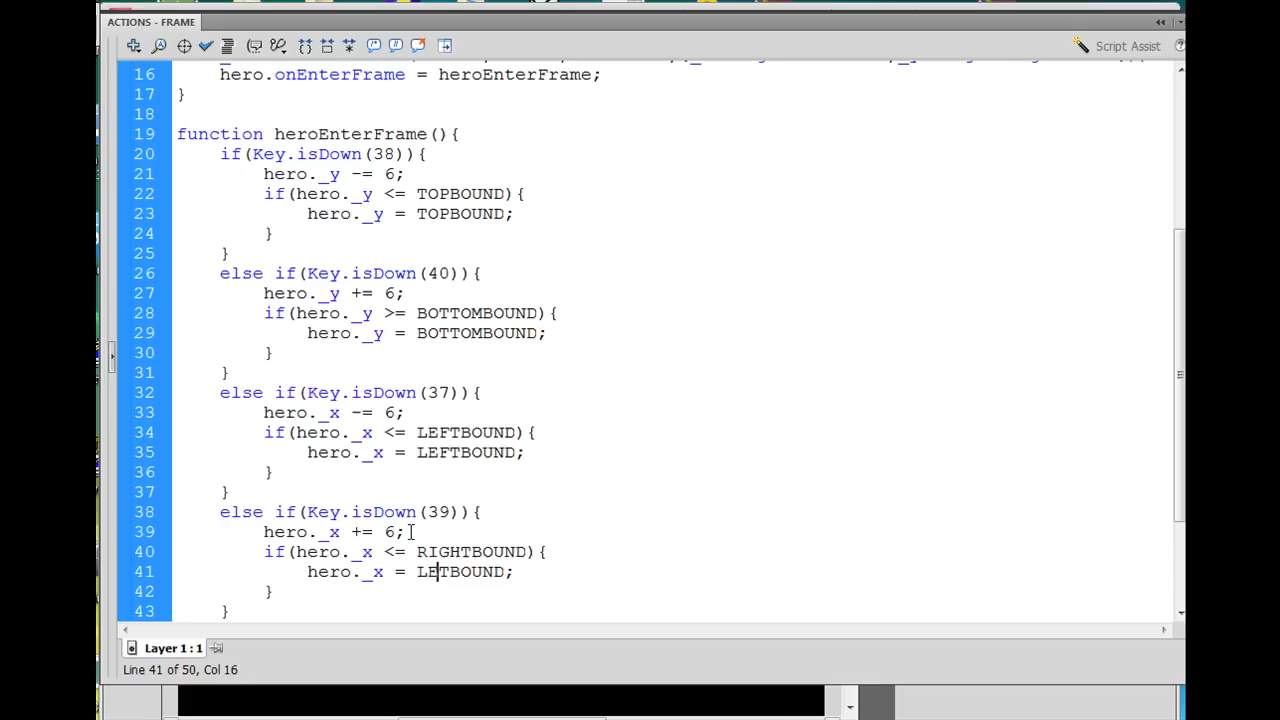 ACTIONS - FRAME
Script Assist
16 hero.onEnterFrame = heroEnterFrame;
17 }
18
19 function heroEnterFrame(){
20 if(Key.isDown(38)){
21 hero._y -= 6;
22 if(hero._y <= TOPBOUND){
23 hero._y = TOPBOUND;
24 }
25 }
26 else if(Key.isDown(40)){
27 hero._y += 6;
28 if(hero._y >= BOTTOMBOUND){
29 hero._y = BOTTOMBOUND;
30 }
31 }
32 else if(Key.isDown(37)){
33 hero._x -= 6;
34 if(hero._x <= LEFTBOUND){
35 hero._x = LEFTBOUND;
36 }
37 }
38 else if(Key.isDown(39)){
39 hero._x += 6;
40 if(hero._x <= RIGHTBOUND){
41 hero._x = LETBOUND;
42 }
43 }
Layer 1 : 1
Line 41 of 50, Col 16